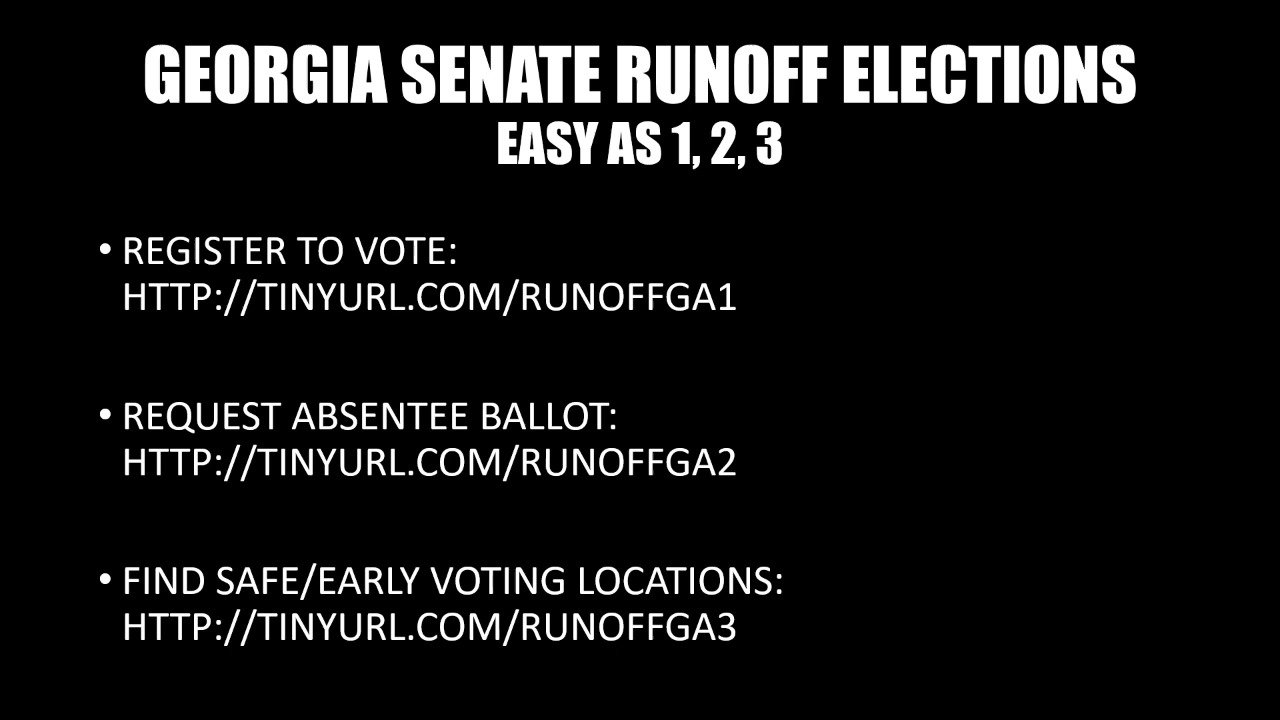 GEORGIA SENATE RUNOFF ELECTIONS
EASY AS 1, 2, 3
• REGISTER TO VOTE:
HTTP://TINYURL.COM/RUNOFFGA1
• REQUEST ABSENTEE BALLOT:
HTTP://TINYURL.COM/RUNOFFGA2
• FIND SAFE/EARLY VOTING LOCATIONS:
HTTP://TINYURL.COM/RUNOFFGA3